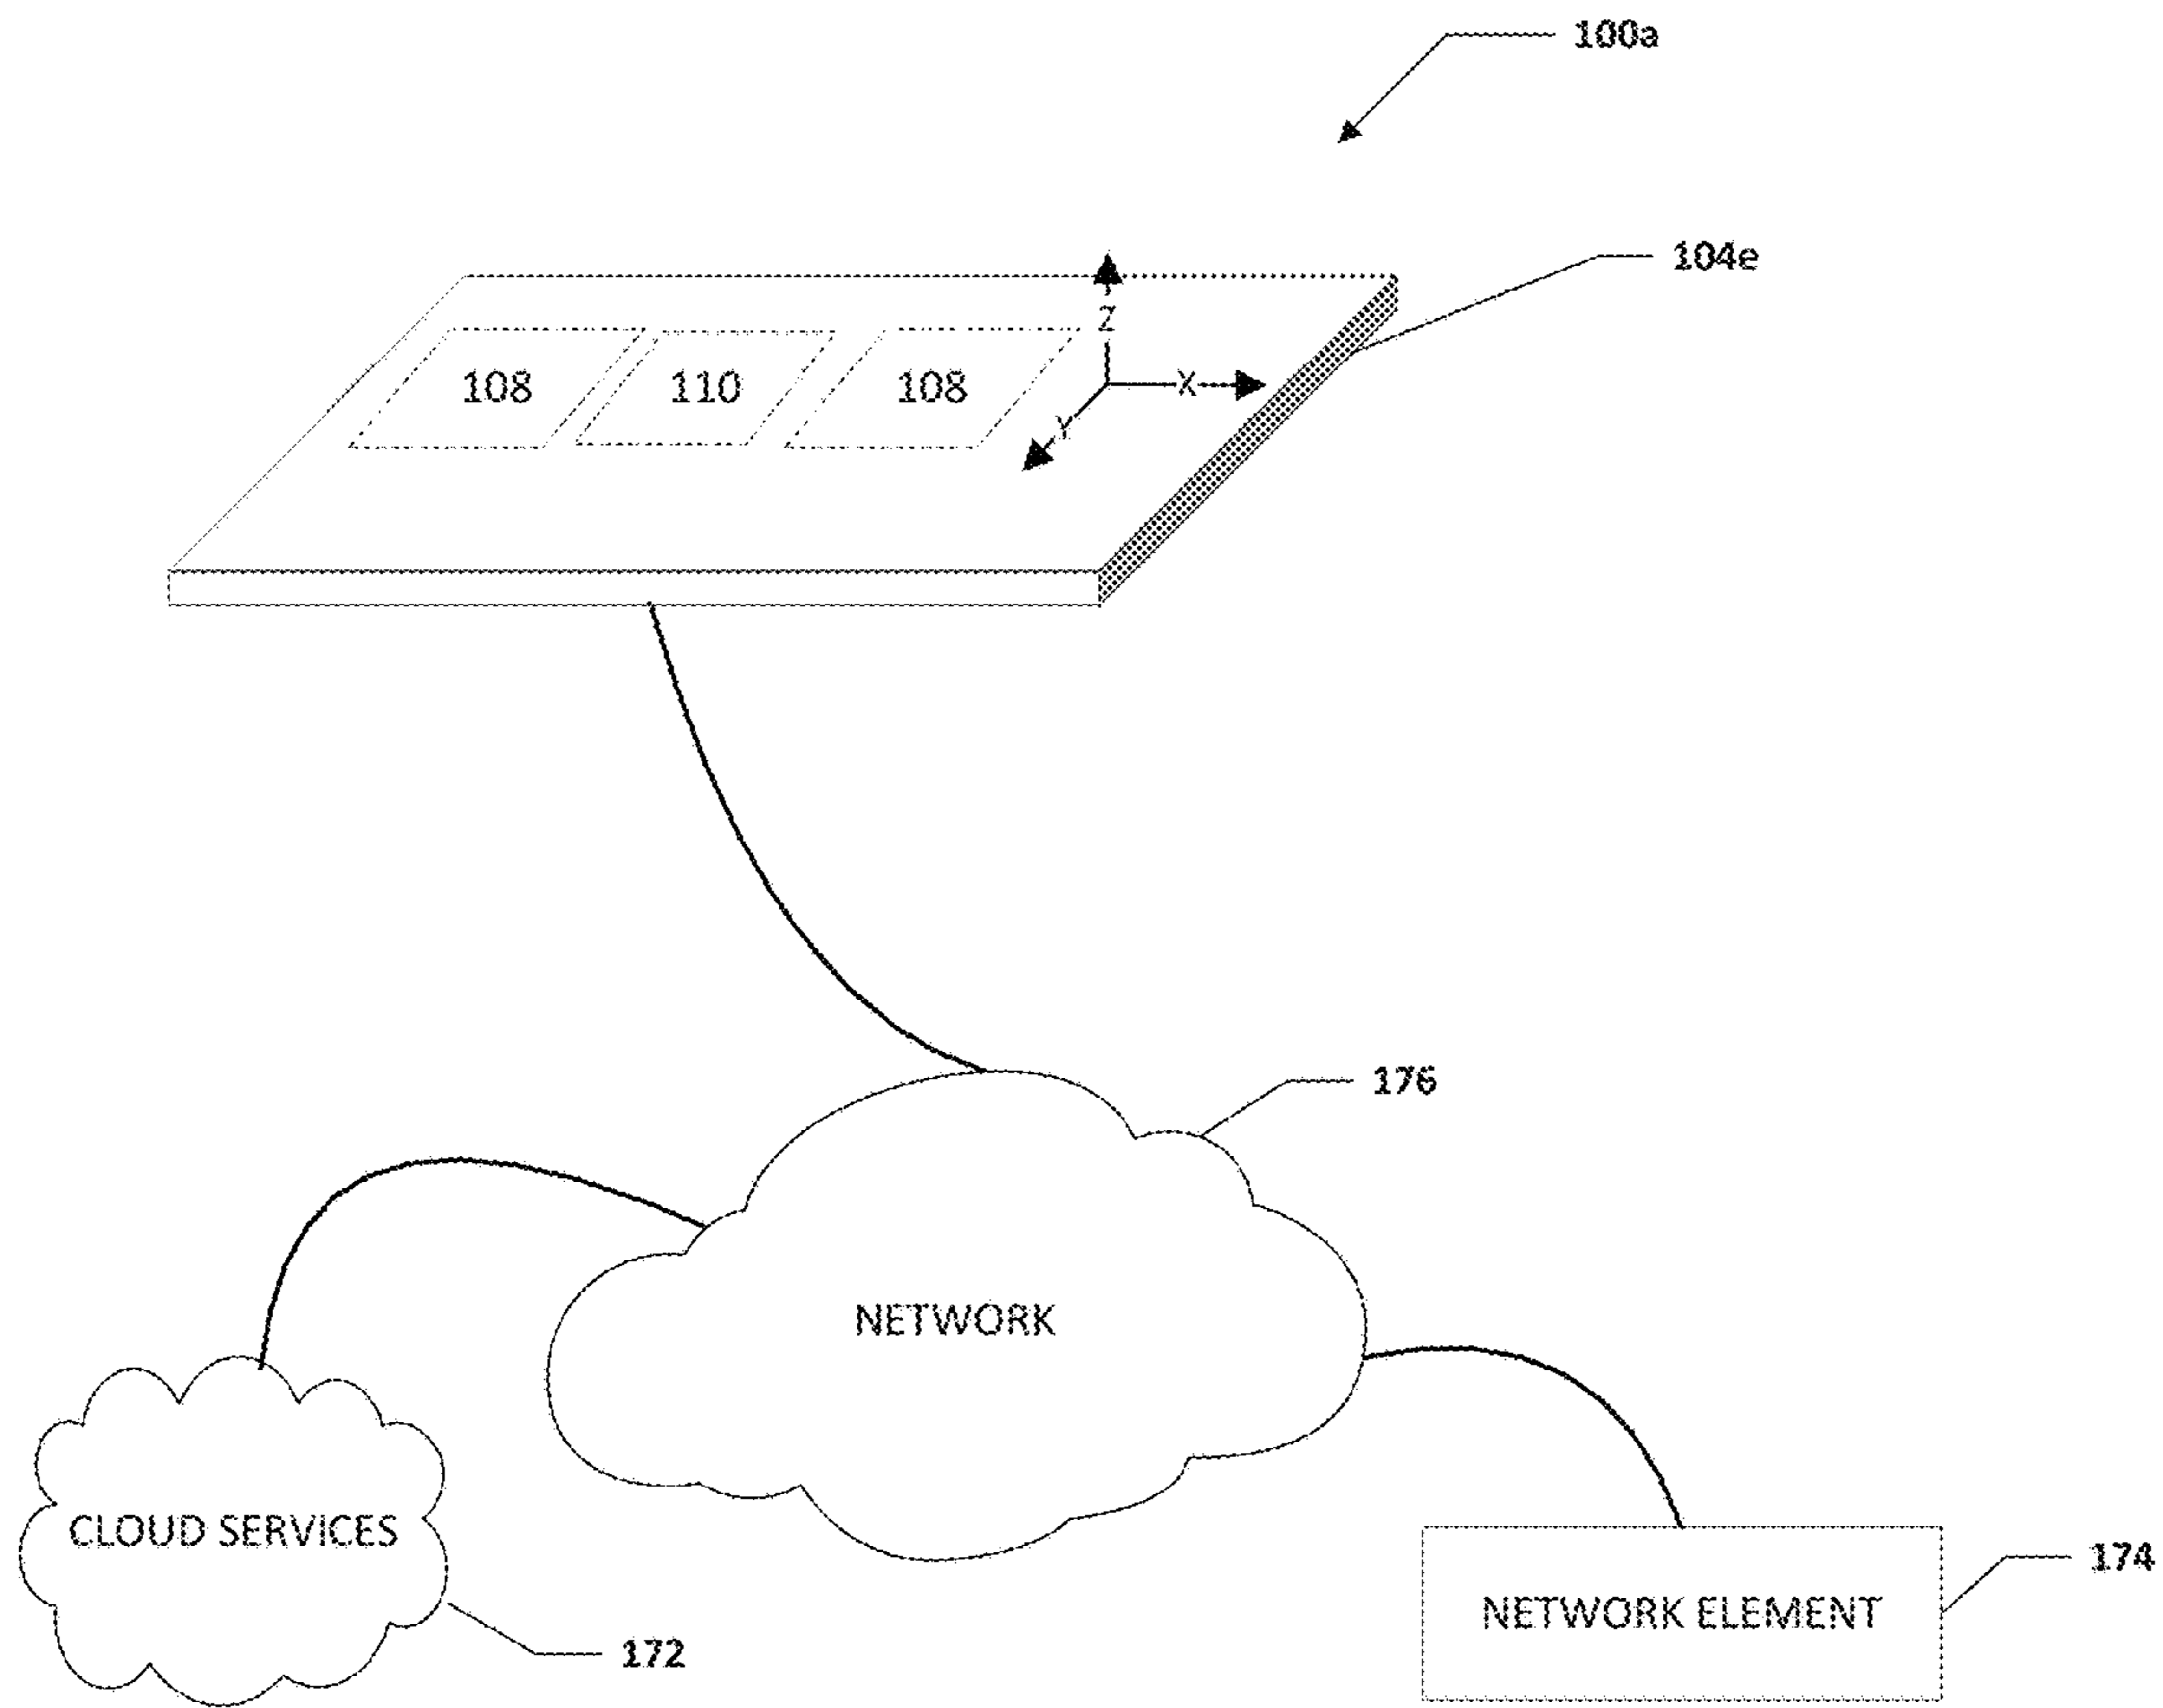 100a
104e
Z
108 110 108
X
Y
176
NETWORK
CLOUD SERVICES
174
NETWORK ELEMENT
172